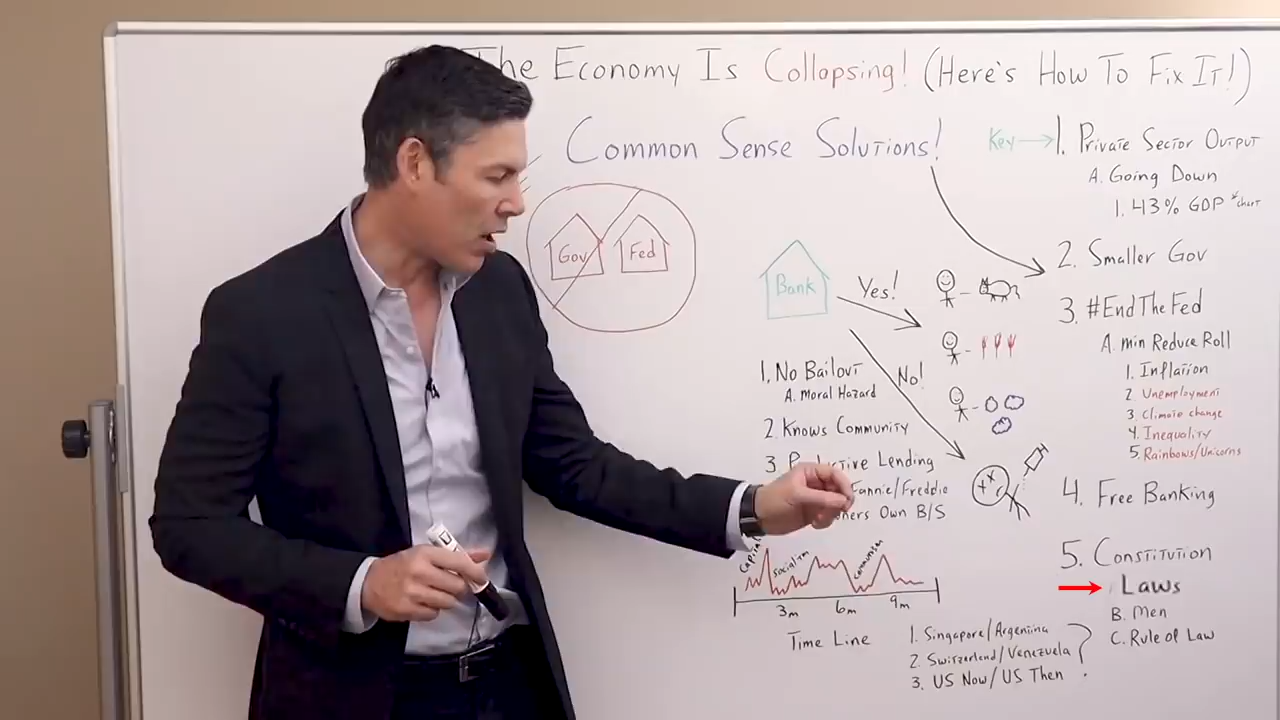 The Economy Is Collapsing! (Here's How To Fix It!)
Common Sense Solutions!
Gov
Fed
Bank
Yes!
No!
1. No Bailout
A. Moral Hazard
2 Knows Community
3 Productive Lending
Fannie/Freddie
Own B/S
socialism
communism
3m
6m
9m
Time Line
1. Singapore/Argentina
2. Switzerland/Venezuela
3. US Now/US Then
?
Key
1. Private Sector Output
A. Going Down
1. 43% GDP *chart
2. Smaller Gov
3. #EndTheFed
A. min Reduce Roll
1. Inflation
2. Unemployment
3. Climate change
4. Inequality
5. Rainbows/Unicorns
4. Free Banking
5. Constitution
Laws
B. Men
C. Rule of Law